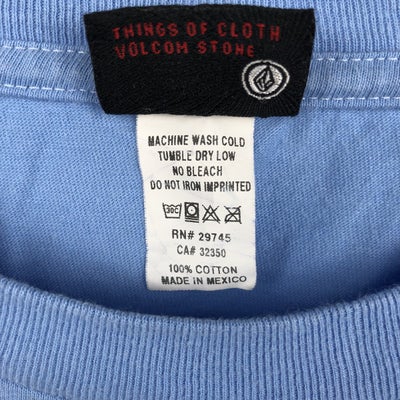 THINGS OF CLOTH
VOLCOM STONE
MACHINE WASH COLD
TUMBLE DRY LOW
NO BLEACH
DO NOT IRON IMPRINTED
30C
RN# 29745
CA# 32350
100% COTTON
MADE IN MEXICO